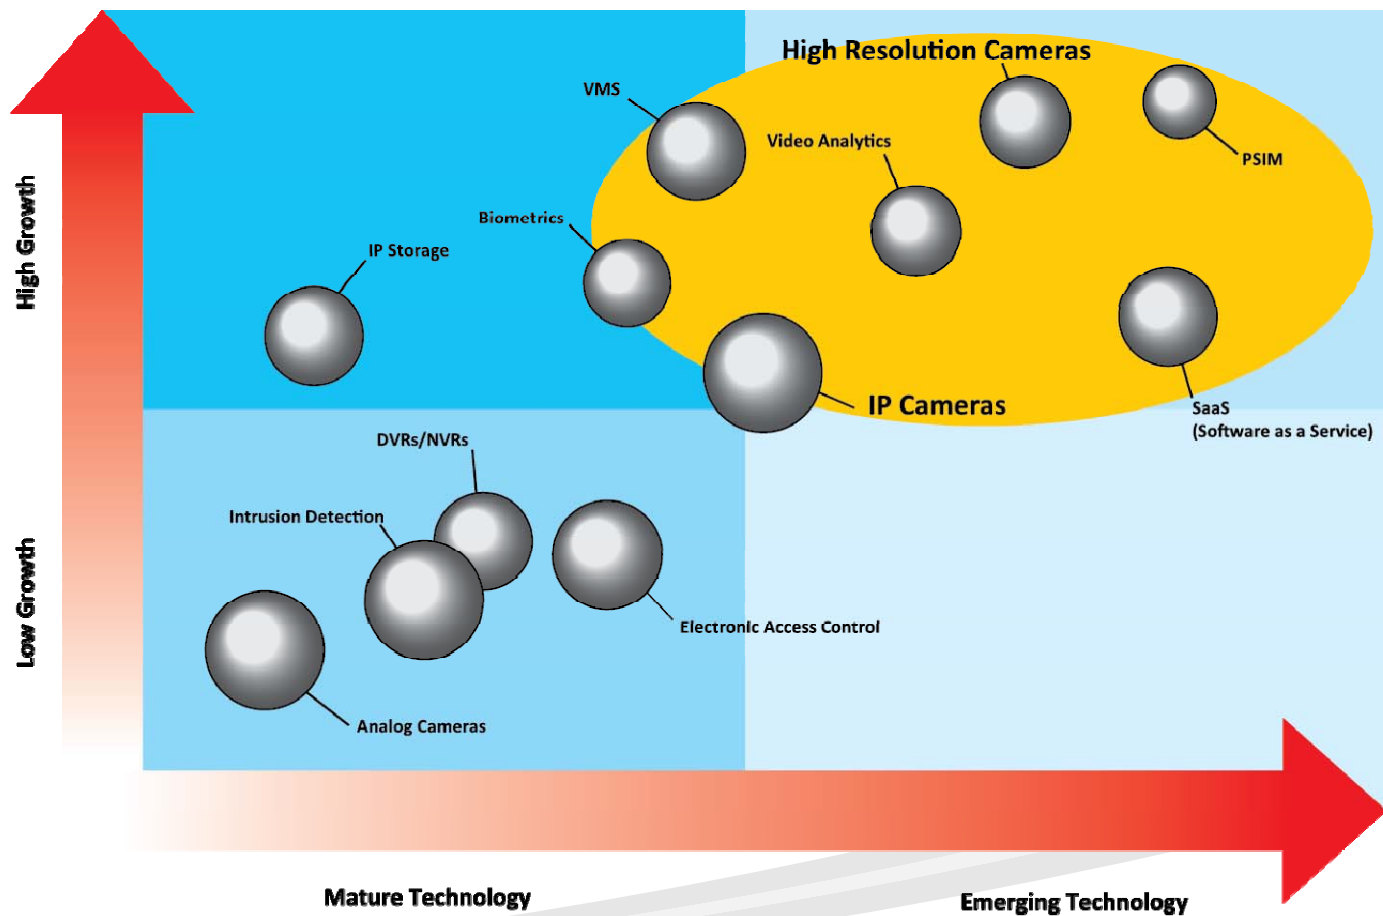 High Resolution Cameras
VMS
Video Analytics
PSIM
Biometrics
IP Storage
High Growth
IP Cameras
SaaS
(Software as a Service)
DVRs/NVRs
Intrusion Detection
Low Growth
Electronic Access Control
Analog Cameras
Mature Technology
Emerging Technology